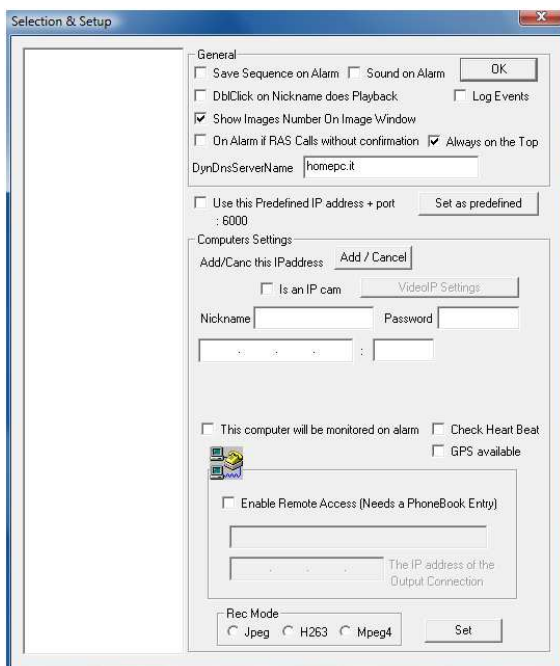 Selection & Setup
General
Save Sequence on Alarm Sound on Alarm OK
DblClick on Nickname does Playback Log Events
Show Images Number On Image Window
On Alarm if RAS Calls without confirmation Always on the Top
DynDnsServerName homepc.it
Use this Predefined IP address + port Set as predefined
: 6000
Computers Settings
Add/Canc this IPaddress Add / Cancel
Is an IP cam VideoIP Settings
Nickname Password
. . . :
This computer will be monitored on alarm Check Heart Beat
GPS available
Enable Remote Access (Needs a PhoneBook Entry)
. . . The IP address of the
Output Connection
Rec Mode
Jpeg H263 Mpeg4 Set